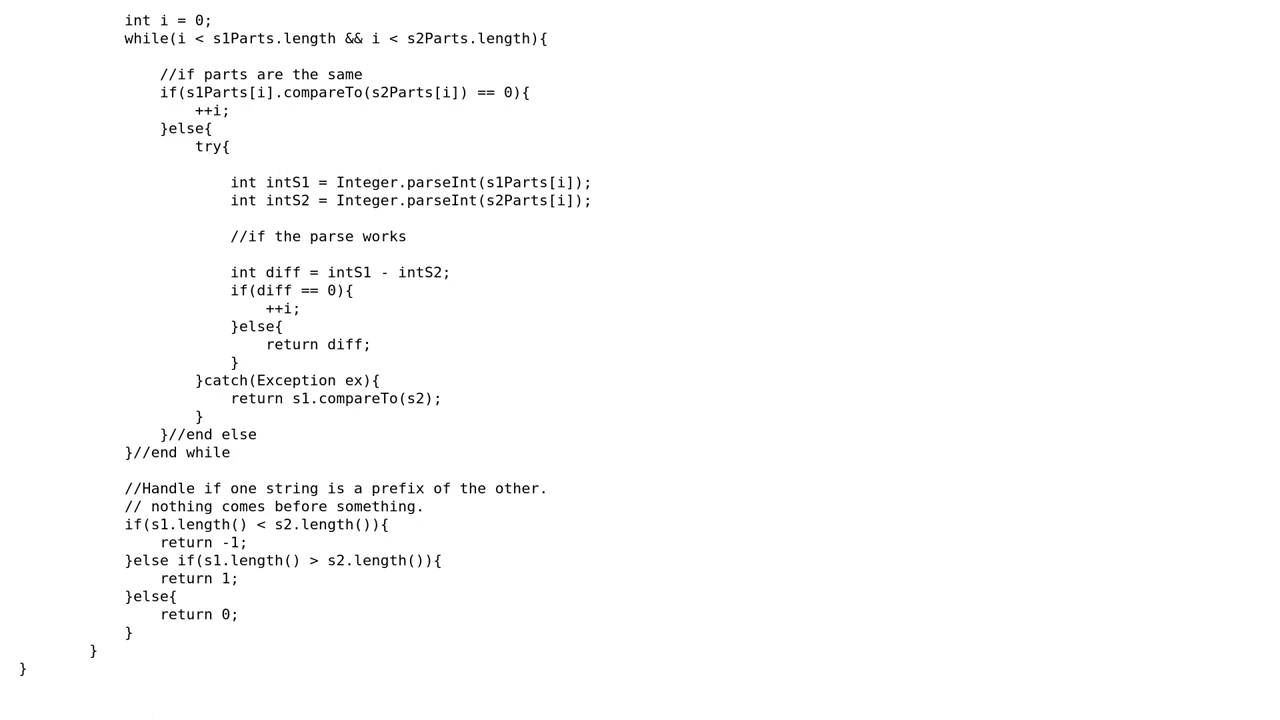 int i = 0;
while(i < s1Parts.length && i < s2Parts.length){
//if parts are the same
if(s1Parts[i].compareTo(s2Parts[i]) == 0){
++i;
}else{
try{
int intS1 = Integer.parseInt(s1Parts[i]);
int intS2 = Integer.parseInt(s2Parts[i]);
//if the parse works
int diff = intS1 - intS2;
if(diff == 0){
++i;
}else{
return diff;
}
}catch(Exception ex){
return s1.compareTo(s2);
}
}//end else
}//end while
//Handle if one string is a prefix of the other.
// nothing comes before something.
if(s1.length() < s2.length()){
return -1;
}else if(s1.length() > s2.length()){
return 1;
}else{
return 0;
}
}
}